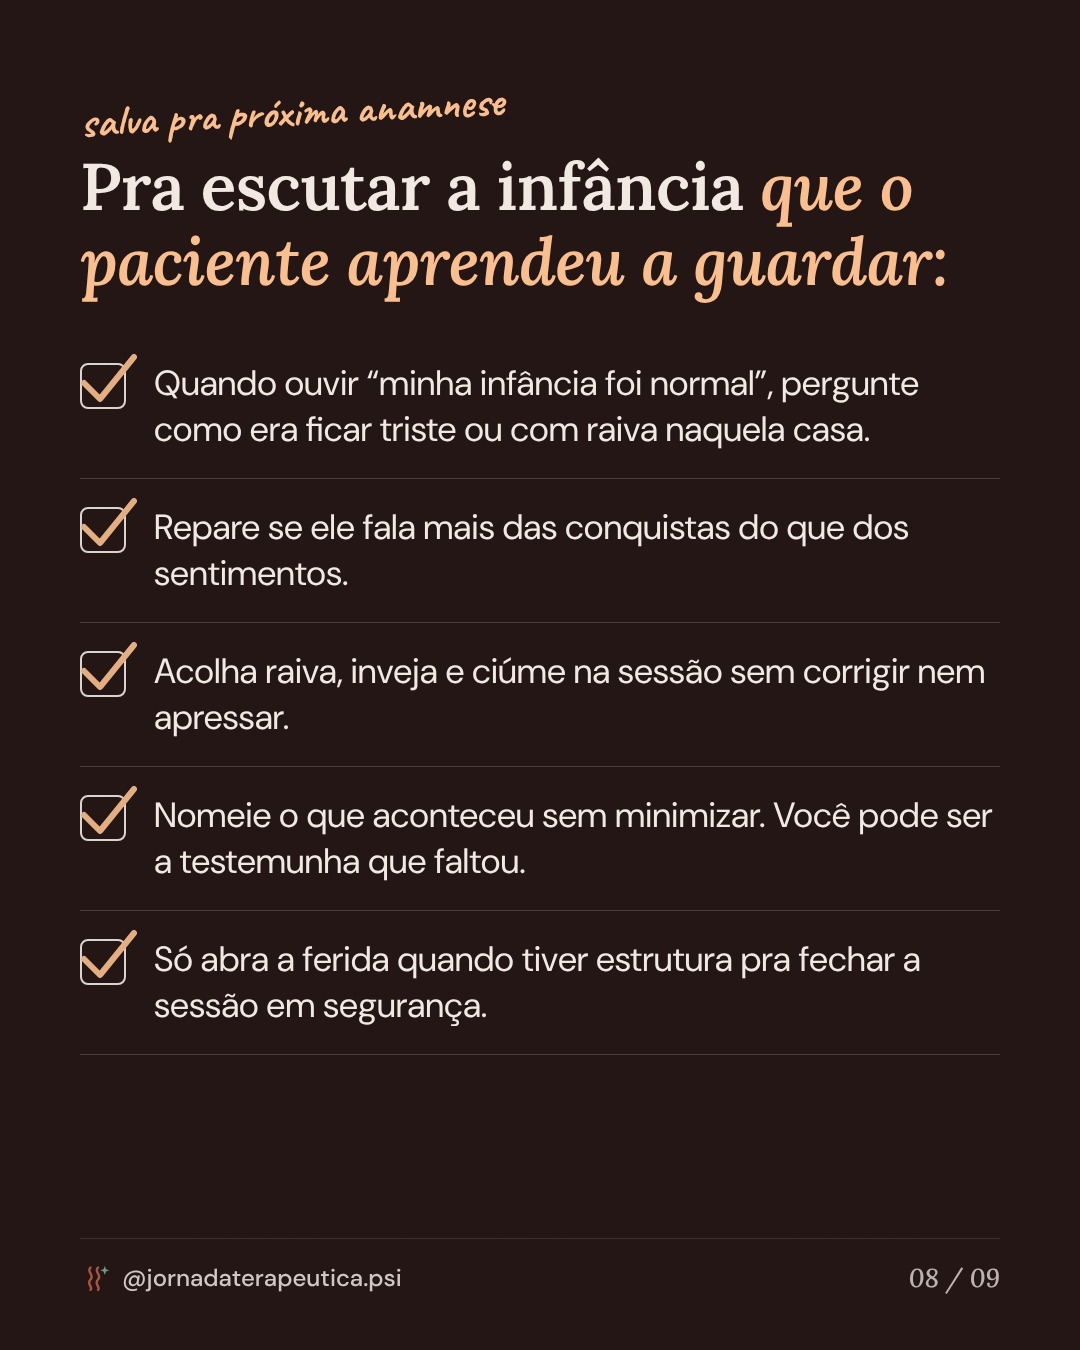 salva pra próxima anamnese
Pra escutar a infância que o
paciente aprendeu a guardar:
Quando ouvir “minha infância foi normal”, pergunte
como era ficar triste ou com raiva naquela casa.
Repare se ele fala mais das conquistas do que dos
sentimentos.
Acolha raiva, inveja e ciúme na sessão sem corrigir nem
apressar.
Nomeie o que aconteceu sem minimizar. Você pode ser
a testemunha que faltou.
Só abra a ferida quando tiver estrutura pra fechar a
sessão em segurança.
@jornadaterapeutica.psi
08 / 09